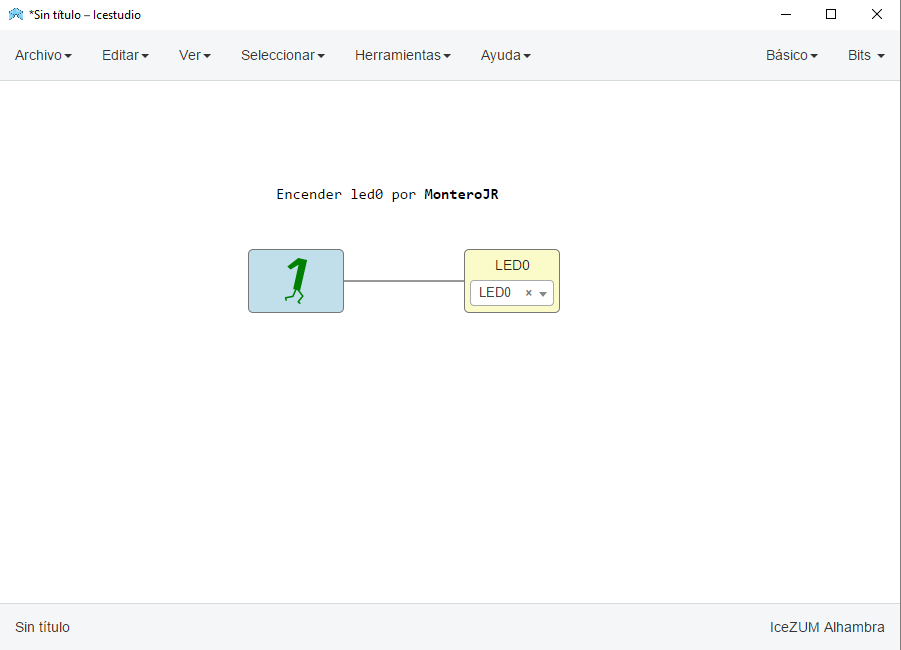 *Sin título – Icestudio
Archivo Editar Ver Seleccionar Herramientas Ayuda Básico Bits
Encender led0 por MonteroJR
1
LED0
LED0 ×
Sin título IceZUM Alhambra